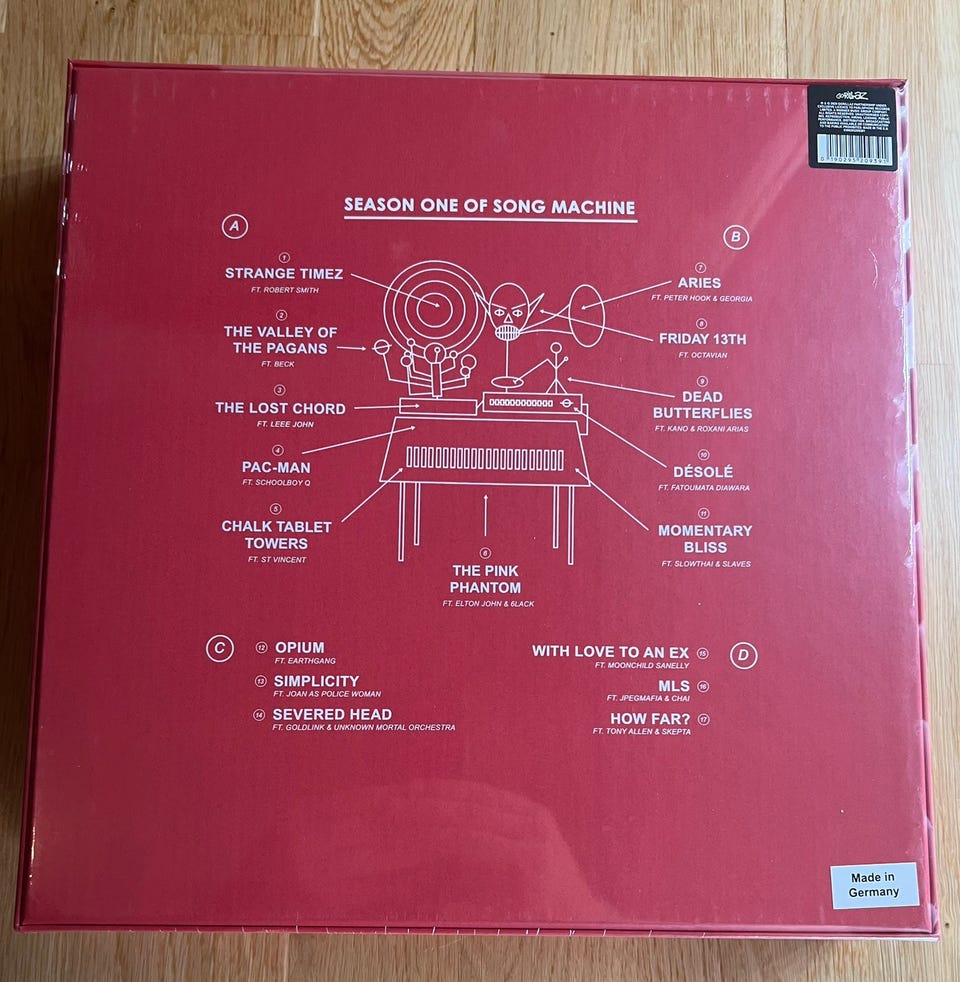 GORILLAZ
0 190295 209391
SEASON ONE OF SONG MACHINE
A
1
STRANGE TIMEZ
FT. ROBERT SMITH
2
THE VALLEY OF
THE PAGANS
FT. BECK
3
THE LOST CHORD
FT. LEEE JOHN
4
PAC-MAN
FT. SCHOOLBOY Q
5
CHALK TABLET
TOWERS
FT. ST VINCENT
6
THE PINK
PHANTOM
FT. ELTON JOHN & 6LACK
B
7
ARIES
FT. PETER HOOK & GEORGIA
8
FRIDAY 13TH
FT. OCTAVIAN
9
DEAD
BUTTERFLIES
FT. KANO & ROXANI ARIAS
10
DÉSOLÉ
FT. FATOUMATA DIAWARA
11
MOMENTARY
BLISS
FT. SLOWTHAI & SLAVES
C
12 OPIUM
FT. EARTHGANG
13 SIMPLICITY
FT. JOAN AS POLICE WOMAN
14 SEVERED HEAD
FT. GOLDLINK & UNKNOWN MORTAL ORCHESTRA
D
WITH LOVE TO AN EX 15
FT. MOONCHILD SANELLY
MLS 16
FT. JPEGMAFIA & CHAI
HOW FAR? 17
FT. TONY ALLEN & SKEPTA
Made in
Germany